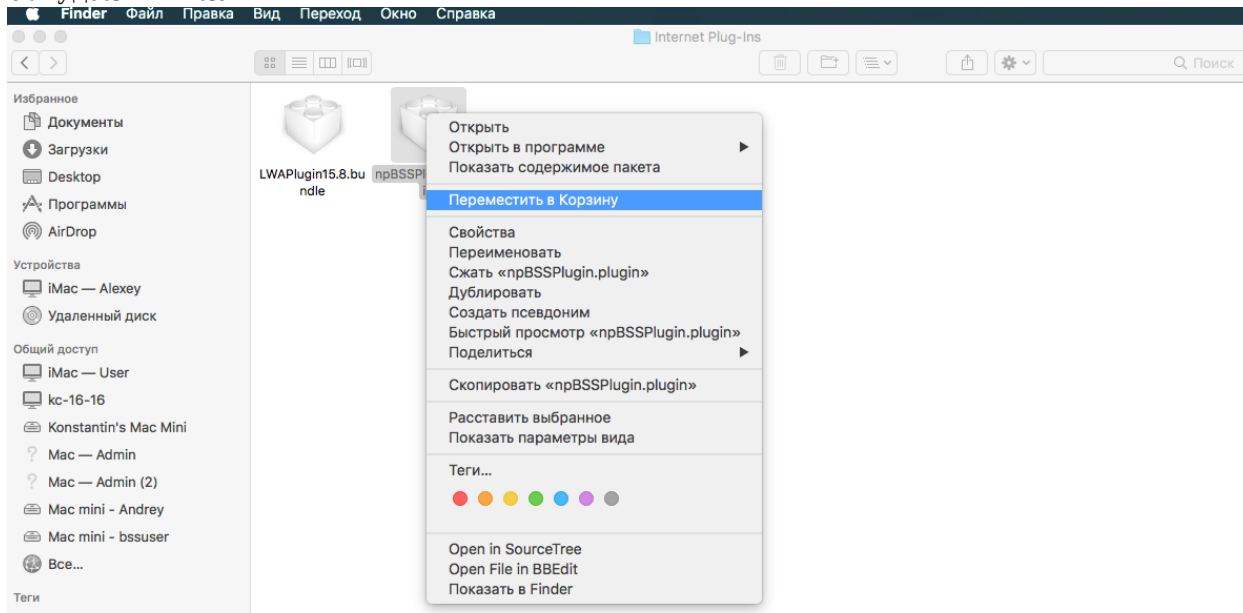 Finder Файл Правка Вид Переход Окно Справка
Internet Plug-Ins
Поиск
Избранное
Документы
Загрузки
Desktop
Программы
AirDrop
Устройства
iMac — Alexey
Удаленный диск
Общий доступ
iMac — User
kc-16-16
Konstantin's Mac Mini
Mac — Admin
Mac — Admin (2)
Mac mini - Andrey
Mac mini - bssuser
Все...
Теги
LWAPlugin15.8.bu
ndle
npBSSPl
Открыть
Открыть в программе
Показать содержимое пакета
Переместить в Корзину
Свойства
Переименовать
Сжать «npBSSPlugin.plugin»
Дублировать
Создать псевдоним
Быстрый просмотр «npBSSPlugin.plugin»
Поделиться
Скопировать «npBSSPlugin.plugin»
Расставить выбранное
Показать параметры вида
Теги...
Open in SourceTree
Open File in BBEdit
Показать в Finder